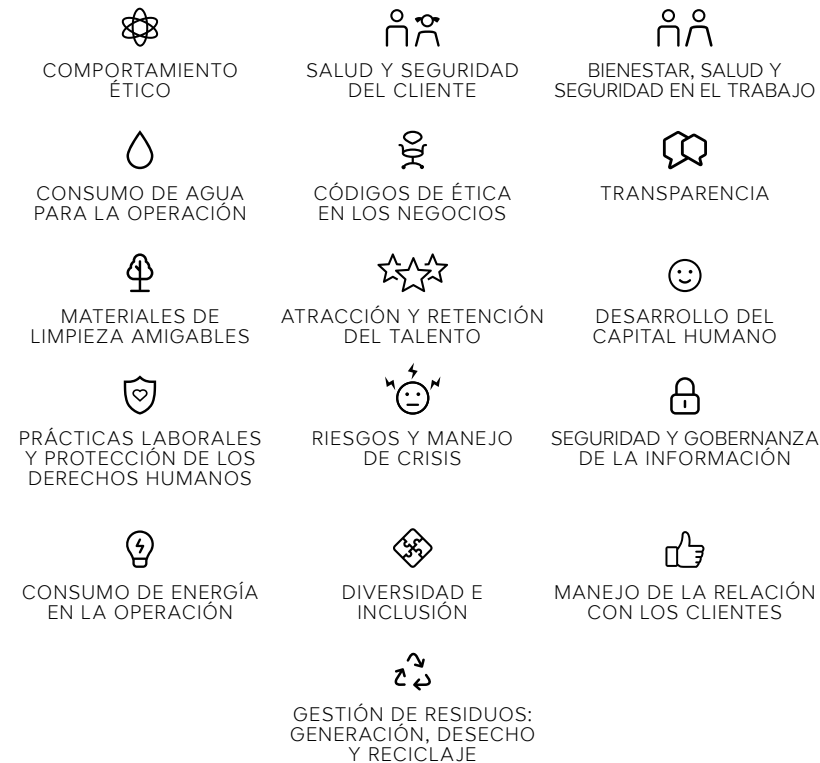 COMPORTAMIENTO
ÉTICO
SALUD Y SEGURIDAD
DEL CLIENTE
BIENESTAR, SALUD Y
SEGURIDAD EN EL TRABAJO
CONSUMO DE AGUA
PARA LA OPERACIÓN
CÓDIGOS DE ÉTICA
EN LOS NEGOCIOS
TRANSPARENCIA
MATERIALES DE
LIMPIEZA AMIGABLES
ATRACCIÓN Y RETENCIÓN
DEL TALENTO
DESARROLLO DEL
CAPITAL HUMANO
PRÁCTICAS LABORALES
Y PROTECCIÓN DE LOS
DERECHOS HUMANOS
RIESGOS Y MANEJO
DE CRISIS
SEGURIDAD Y GOBERNANZA
DE LA INFORMACIÓN
CONSUMO DE ENERGÍA
EN LA OPERACIÓN
DIVERSIDAD E
INCLUSIÓN
MANEJO DE LA RELACIÓN
CON LOS CLIENTES
GESTIÓN DE RESIDUOS:
GENERACIÓN, DESECHO
Y RECICLAJE